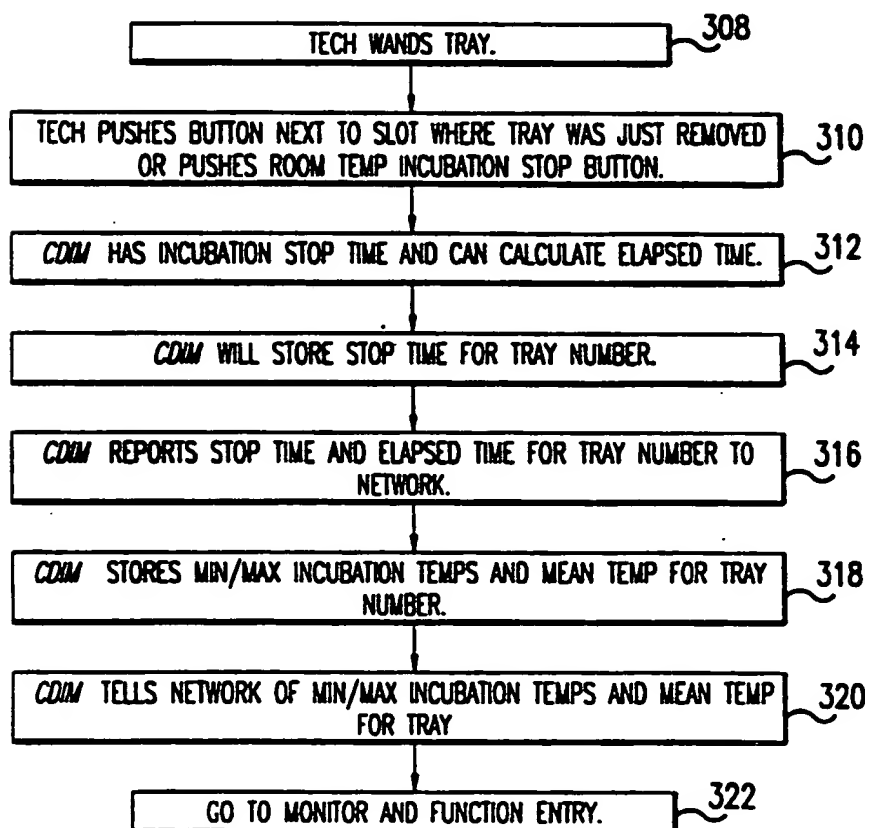 TECH WANDS TRAY.
308
TECH PUSHES BUTTON NEXT TO SLOT WHERE TRAY WAS JUST REMOVED
OR PUSHES ROOM TEMP INCUBATION STOP BUTTON.
310
CDIM HAS INCUBATION STOP TIME AND CAN CALCULATE ELAPSED TIME.
312
CDIM WILL STORE STOP TIME FOR TRAY NUMBER.
314
CDIM REPORTS STOP TIME AND ELAPSED TIME FOR TRAY NUMBER TO
NETWORK.
316
CDIM STORES MIN/MAX INCUBATION TEMPS AND MEAN TEMP FOR TRAY
NUMBER.
318
CDIM TELLS NETWORK OF MIN/MAX INCUBATION TEMPS AND MEAN TEMP
FOR TRAY
320
GO TO MONITOR AND FUNCTION ENTRY.
322